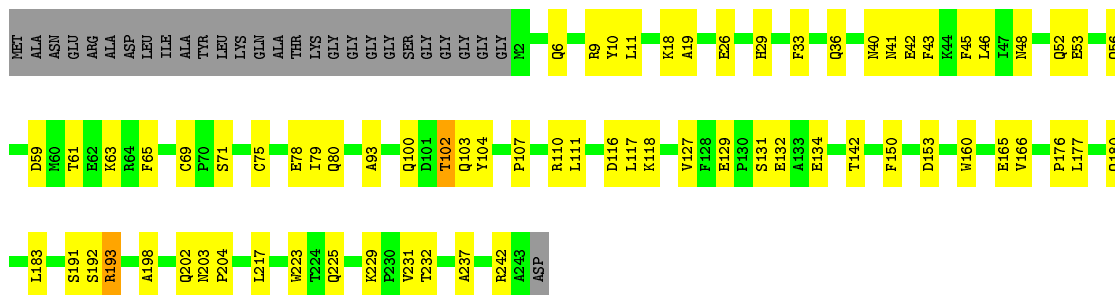 MET ALA ASN GLU ARG ALA ASP LEU ILE ALA TYR LEU LYS GLN ALA THR LYS GLY GLY GLY GLY SER GLY GLY GLY GLY GLY M2 Q6 R9 Y10 L11 K18 A19 E26 H29 F33 Q36 N40 N41 E42 F43 K44 F45 L46 I47 N48 Q52 E53
D59 M60 T61 E62 K63 R64 F65 C69 P70 S71 C75 E78 I79 Q80 A93 Q100 D101 T102 Q103 Y104 P107 R110 L111 D116 L117 K118 V127 F128 E129 P130 S131 E132 A133 E134 T142 F150 D153 W160 E165 V166 P176 L177
L183 S191 S192 R193 A198 Q202 N203 P204 L217 W223 T224 Q225 K229 P230 V231 T232 A237 R242 A243 ASP